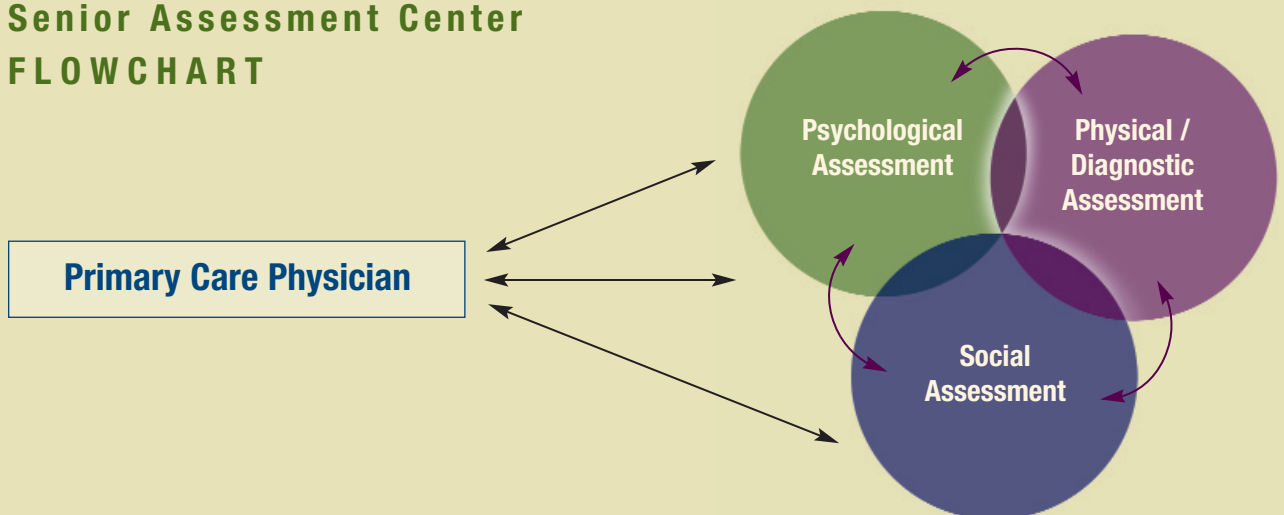 Senior Assessment Center
FLOWCHART
Primary Care Physician
Psychological
Assessment
Physical /
Diagnostic
Assessment
Social
Assessment